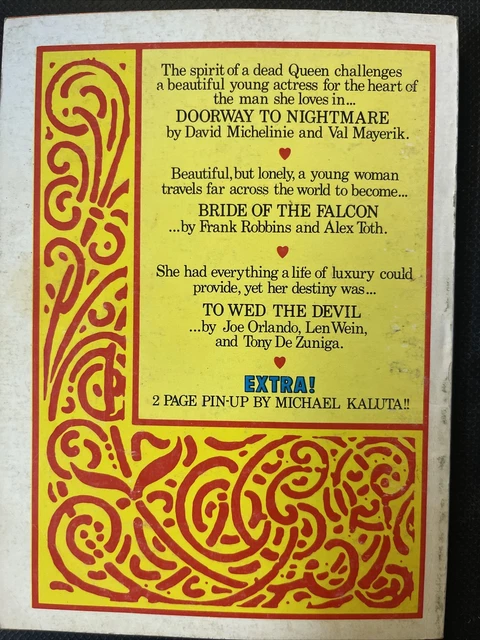 The spirit of a dead Queen challenges
a beautiful young actress for the heart of
the man she loves in...
DOORWAY TO NIGHTMARE
by David Michelinie and Val Mayerik.
Beautiful, but lonely, a young woman
travels far across the world to become...
BRIDE OF THE FALCON
...by Frank Robbins and Alex Toth.
She had everything a life of luxury could
provide, yet her destiny was...
TO WED THE DEVIL
...by Joe Orlando, Len Wein,
and Tony De Zuniga.
EXTRA!
2 PAGE PIN-UP BY MICHAEL KALUTA!!